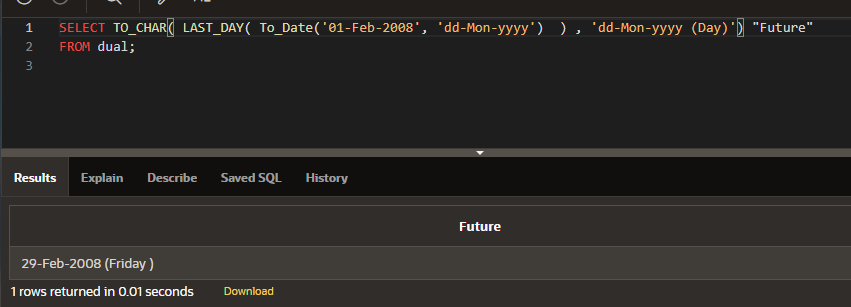 1 SELECT TO_CHAR( LAST_DAY( To_Date('01-Feb-2008', 'dd-Mon-yyyy')  ) , 'dd-Mon-yyyy (Day)') "Future"
2 FROM dual;
3
Results Explain Describe Saved SQL History
Future
29-Feb-2008 (Friday )
1 rows returned in 0.01 seconds Download